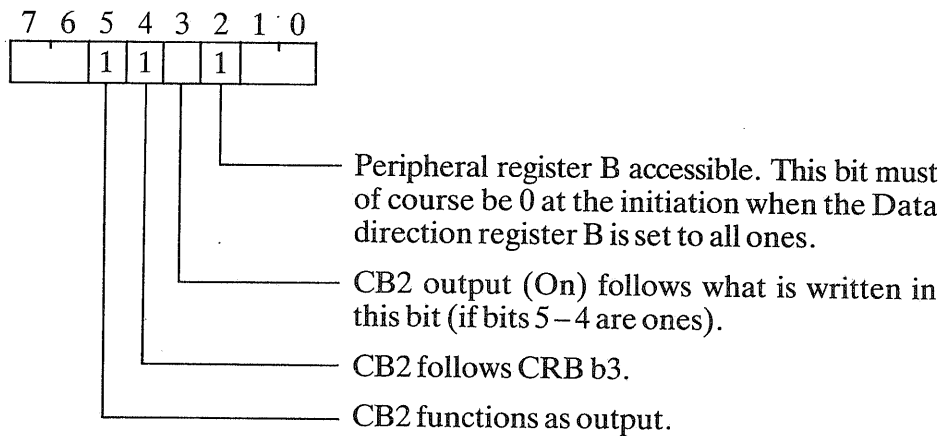 7 6 5 4 3 2 1 0
1 1 1
Peripheral register B accessible. This bit must
of course be 0 at the initiation when the Data
direction register B is set to all ones.
CB2 output (On) follows what is written in
this bit (if bits 5–4 are ones).
CB2 follows CRB b3.
CB2 functions as output.